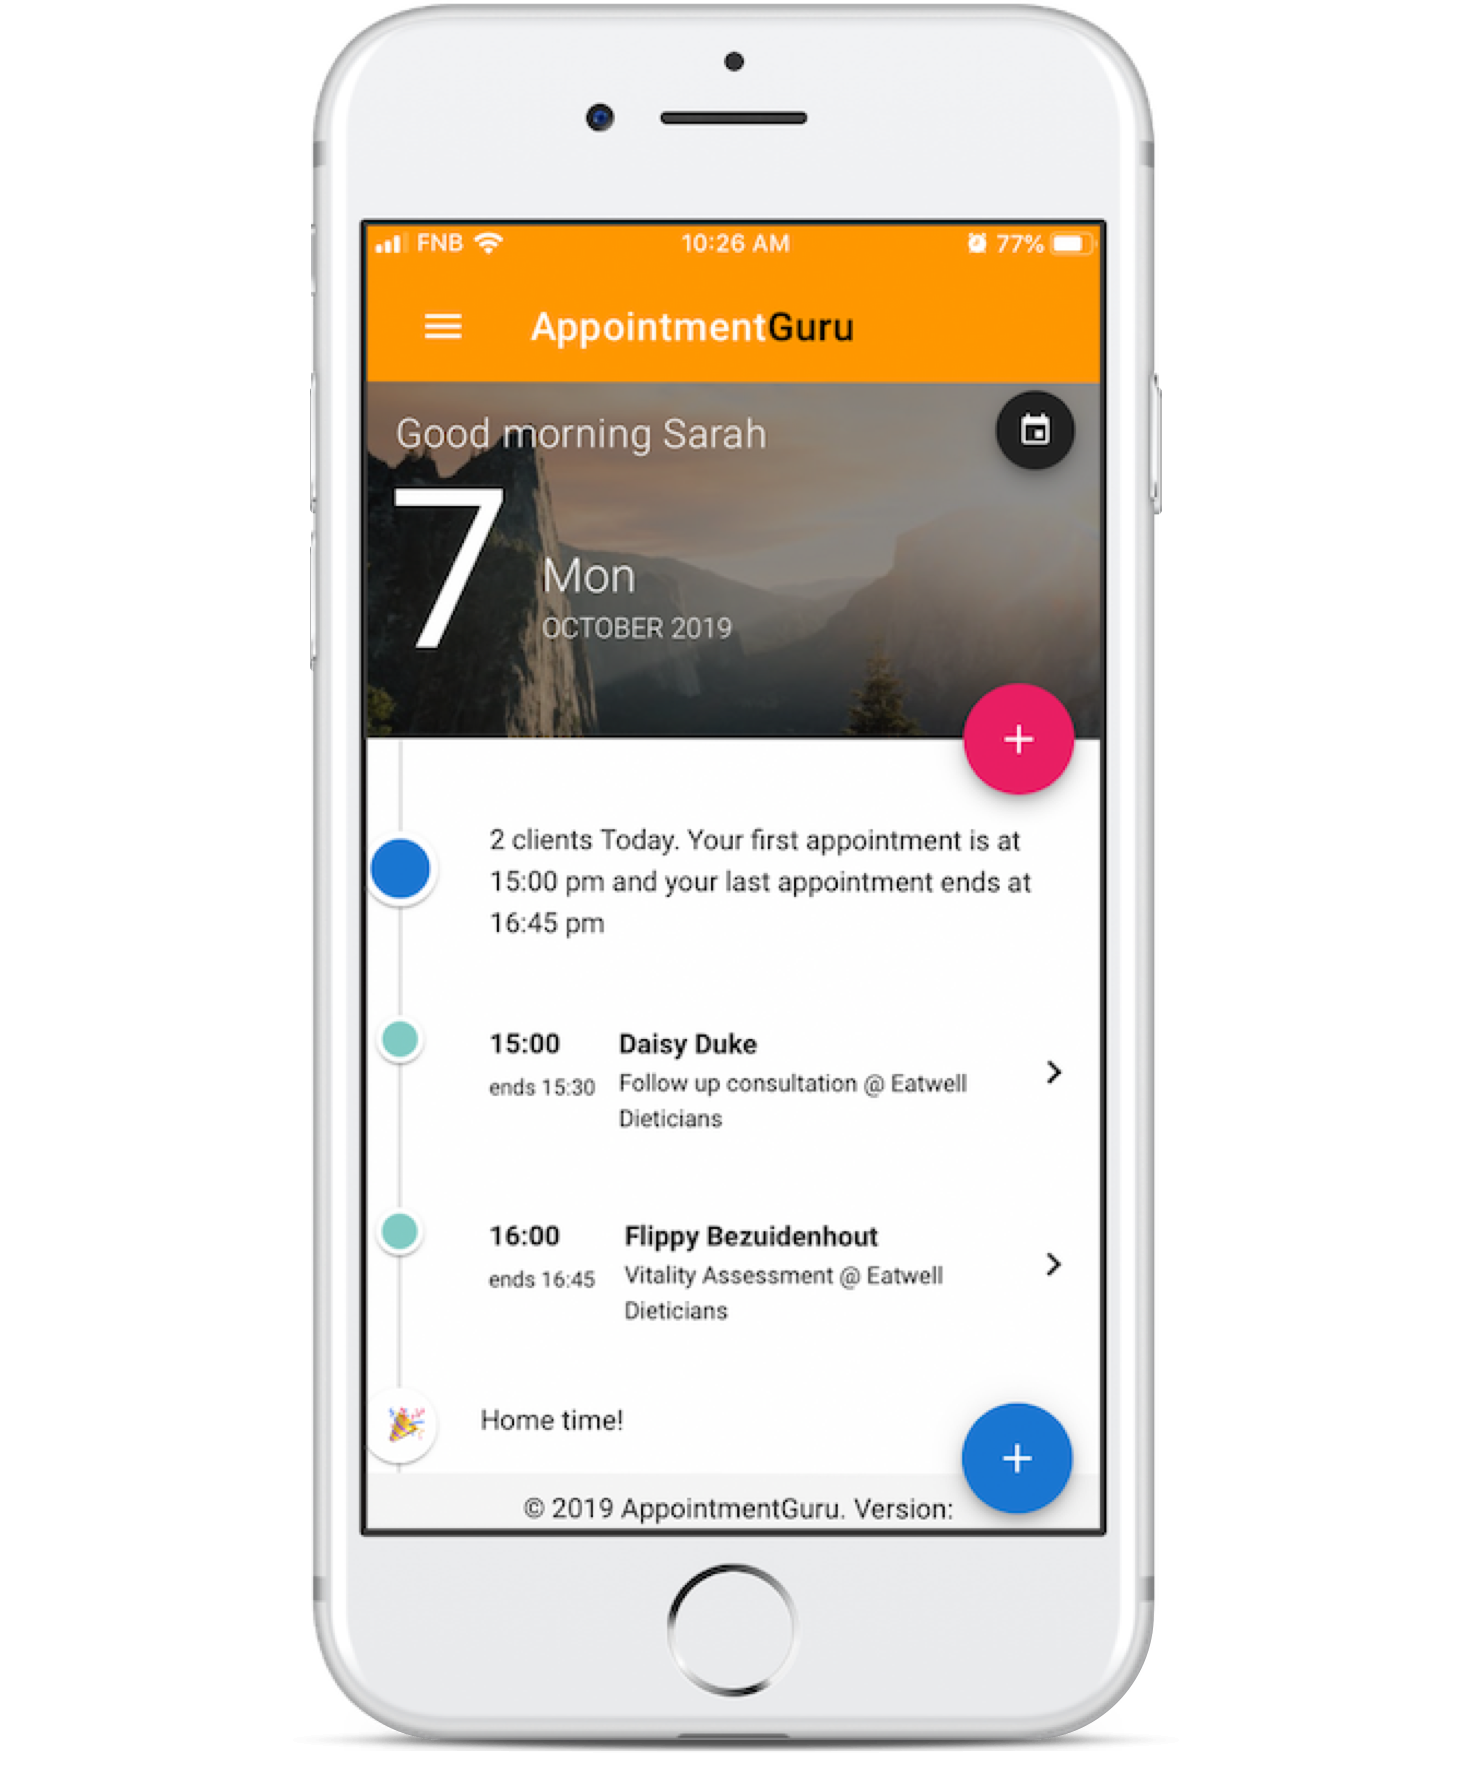 FNB 10:26 AM 77%
AppointmentGuru
Good morning Sarah
7
Mon
OCTOBER 2019
2 clients Today. Your first appointment is at
15:00 pm and your last appointment ends at
16:45 pm
15:00 Daisy Duke
ends 15:30 Follow up consultation @ Eatwell
Dieticians
16:00 Flippy Bezuidenhout
ends 16:45 Vitality Assessment @ Eatwell
Dieticians
Home time!
© 2019 AppointmentGuru. Version: